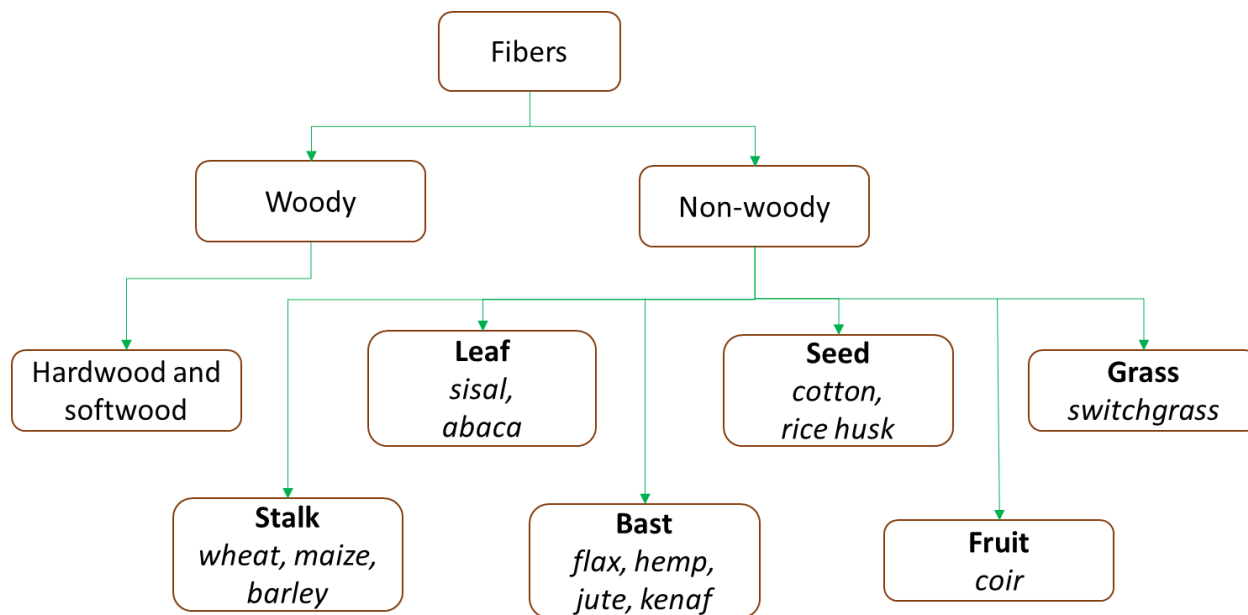 Fibers
Woody
Non-woody
Hardwood and
softwood
Leaf
sisal,
abaca
Seed
cotton,
rice husk
Grass
switchgrass
Stalk
wheat, maize,
barley
Bast
flax, hemp,
jute, kenaf
Fruit
coir